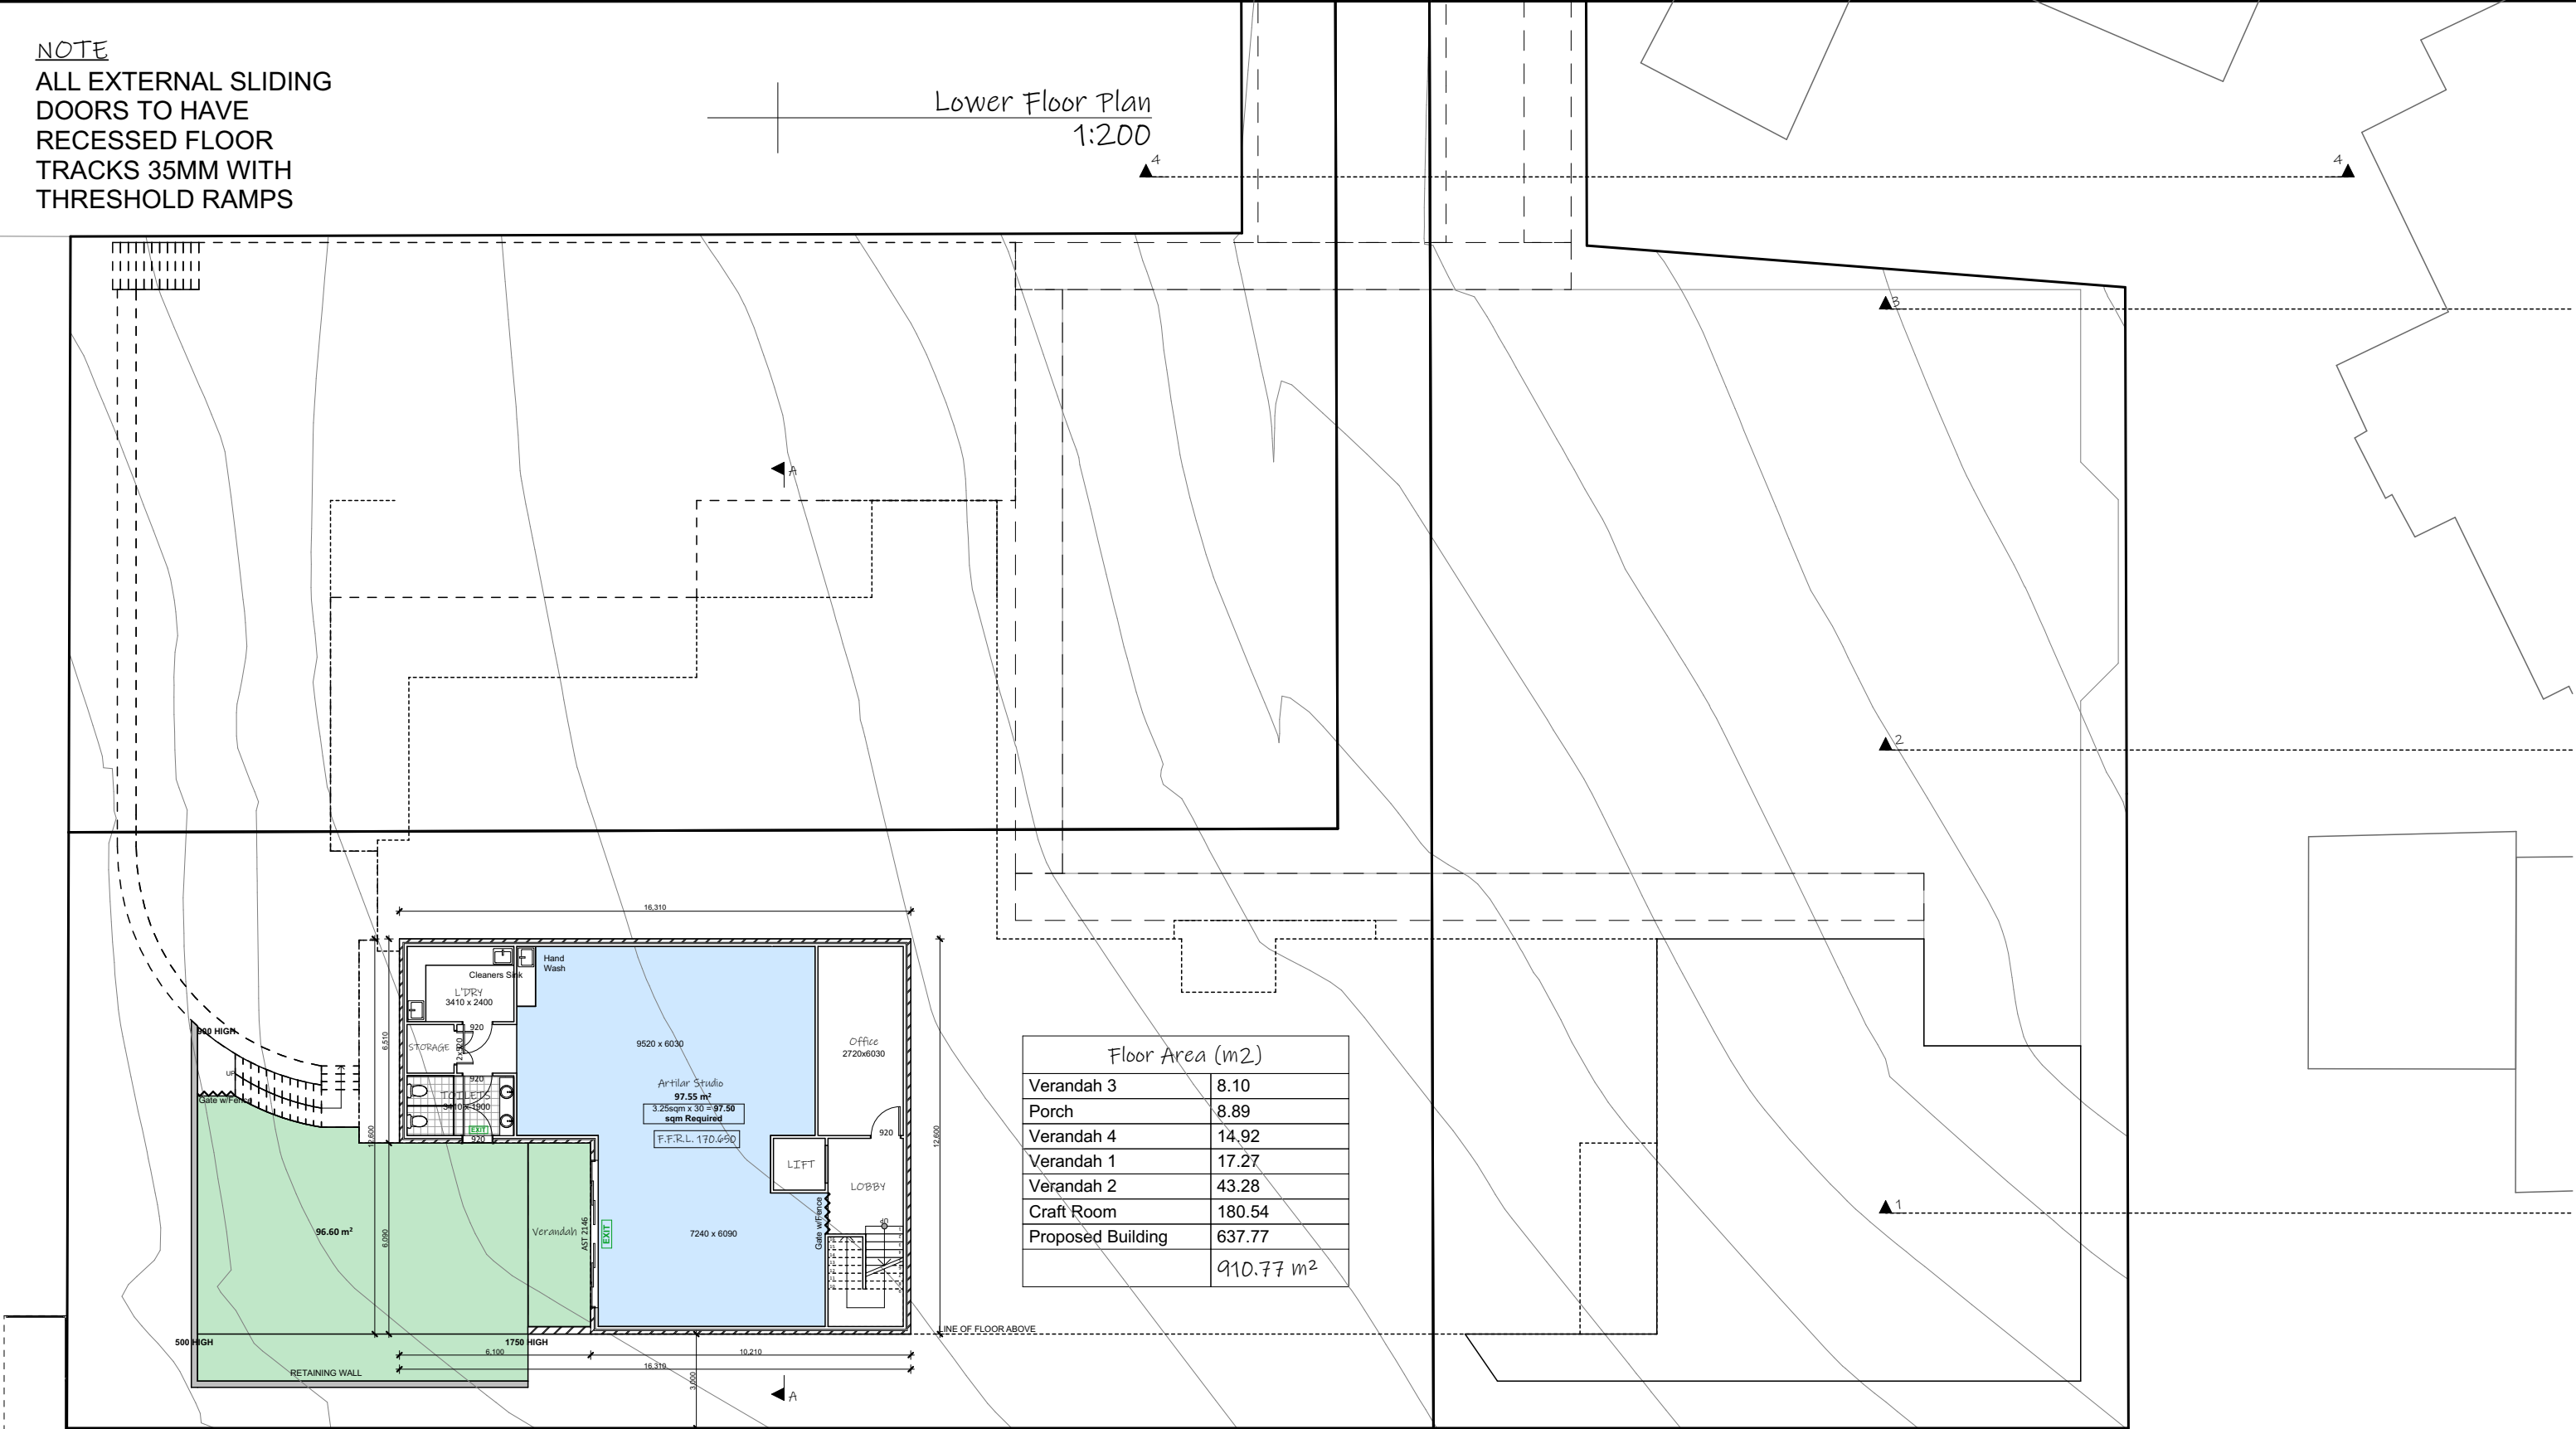 NOTE
ALL EXTERNAL SLIDING
DOORS TO HAVE
RECESSED FLOOR
TRACKS 35MM WITH
THRESHOLD RAMPS
Lower Floor Plan
1:200
4
4
3
A
2
16,310
Hand
Wash
Cleaners Sink
L'DRY
3410 x 2400
920
STORAGE
6,510
9520 x 6030
Office
2720x6030
900 HIGH
UP
Gate w/Fence
920
TOILETS
3410 x 1900
EXIT
920
Artilar Studio
97.55 m²
3.25sqm x 30 = 97.50
sqm Required
F.F.R.L. 170.650
920
12,600
12,600
LIFT
LOBBY
Gate w/Fence
Floor Area (m2)
Verandah 3 8.10
Porch 8.89
Verandah 4 14.92
Verandah 1 17.27
Verandah 2 43.28
Craft Room 180.54
Proposed Building 637.77
910.77 m²
1
96.60 m²
6,090
Verandah
AST 2146
EXIT
7240 x 6090
LINE OF FLOOR ABOVE
500 HIGH
1750 HIGH
6,100
10,210
16,310
RETAINING WALL
3,000
A